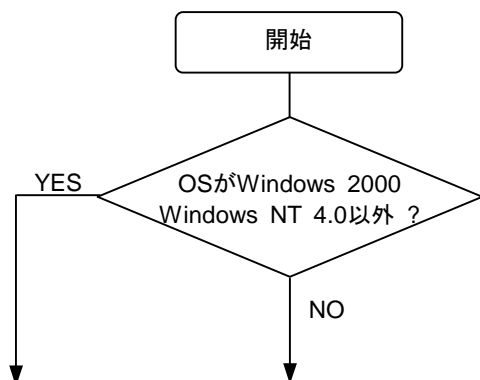 開始
YES
OSがWindows 2000
Windows NT 4.0以外 ?
NO